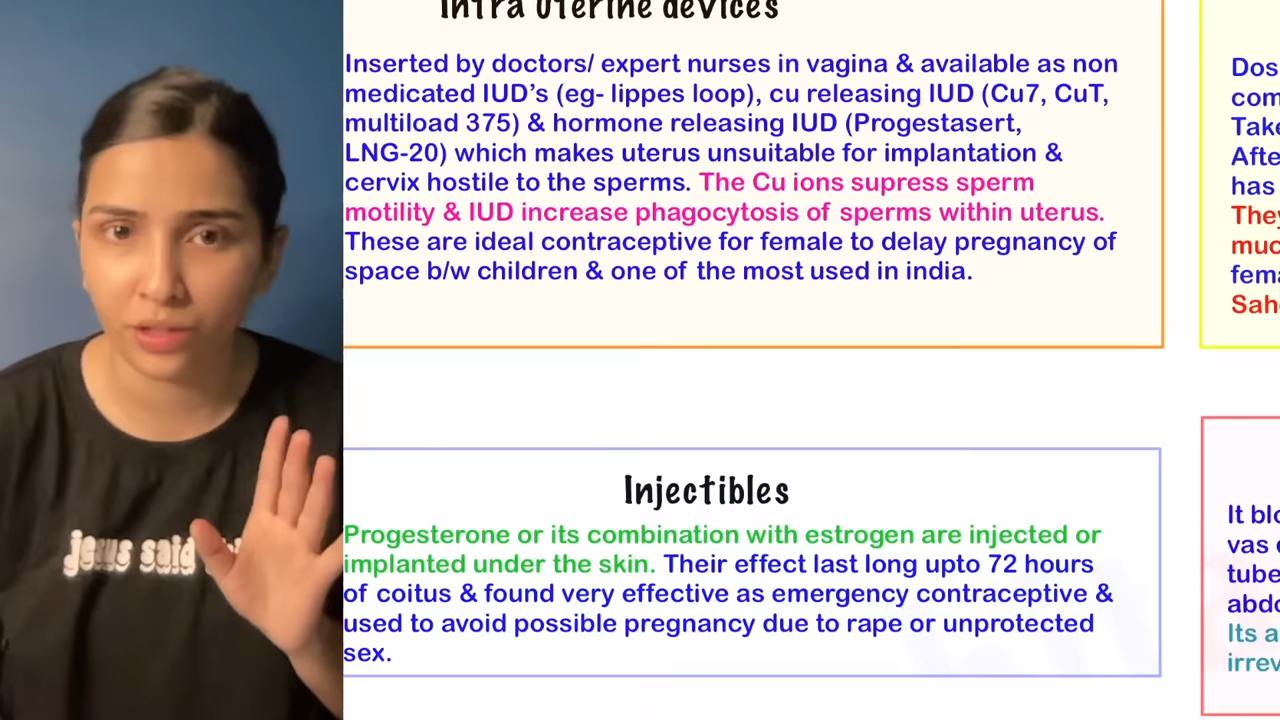 Intra Uterine devices
Inserted by doctors/ expert nurses in vagina & available as non
medicated IUD's (eg- lippes loop), cu releasing IUD (Cu7, CuT,
multiload 375) & hormone releasing IUD (Progestasert,
LNG-20) which makes uterus unsuitable for implantation &
cervix hostile to the sperms. The Cu ions supress sperm
motility & IUD increase phagocytosis of sperms within uterus.
These are ideal contraceptive for female to delay pregnancy of
space b/w children & one of the most used in india.
Injectibles
Progesterone or its combination with estrogen are injected or
implanted under the skin. Their effect last long upto 72 hours
of coitus & found very effective as emergency contraceptive &
used to avoid possible pregnancy due to rape or unprotected
sex.
Dos
com
Take
Afte
has
They
muc
fema
Sahe
It blo
vas
tube
abdo
Its a
irrev
jesus said